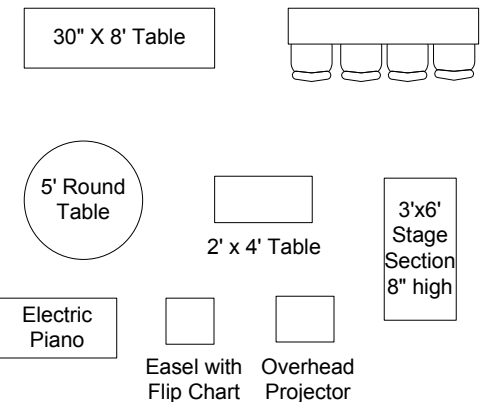 30" X 8' Table
5' Round
Table
2' x 4' Table
3'x6'
Stage
Section
8" high
Electric
Piano
Easel with
Flip Chart
Overhead
Projector